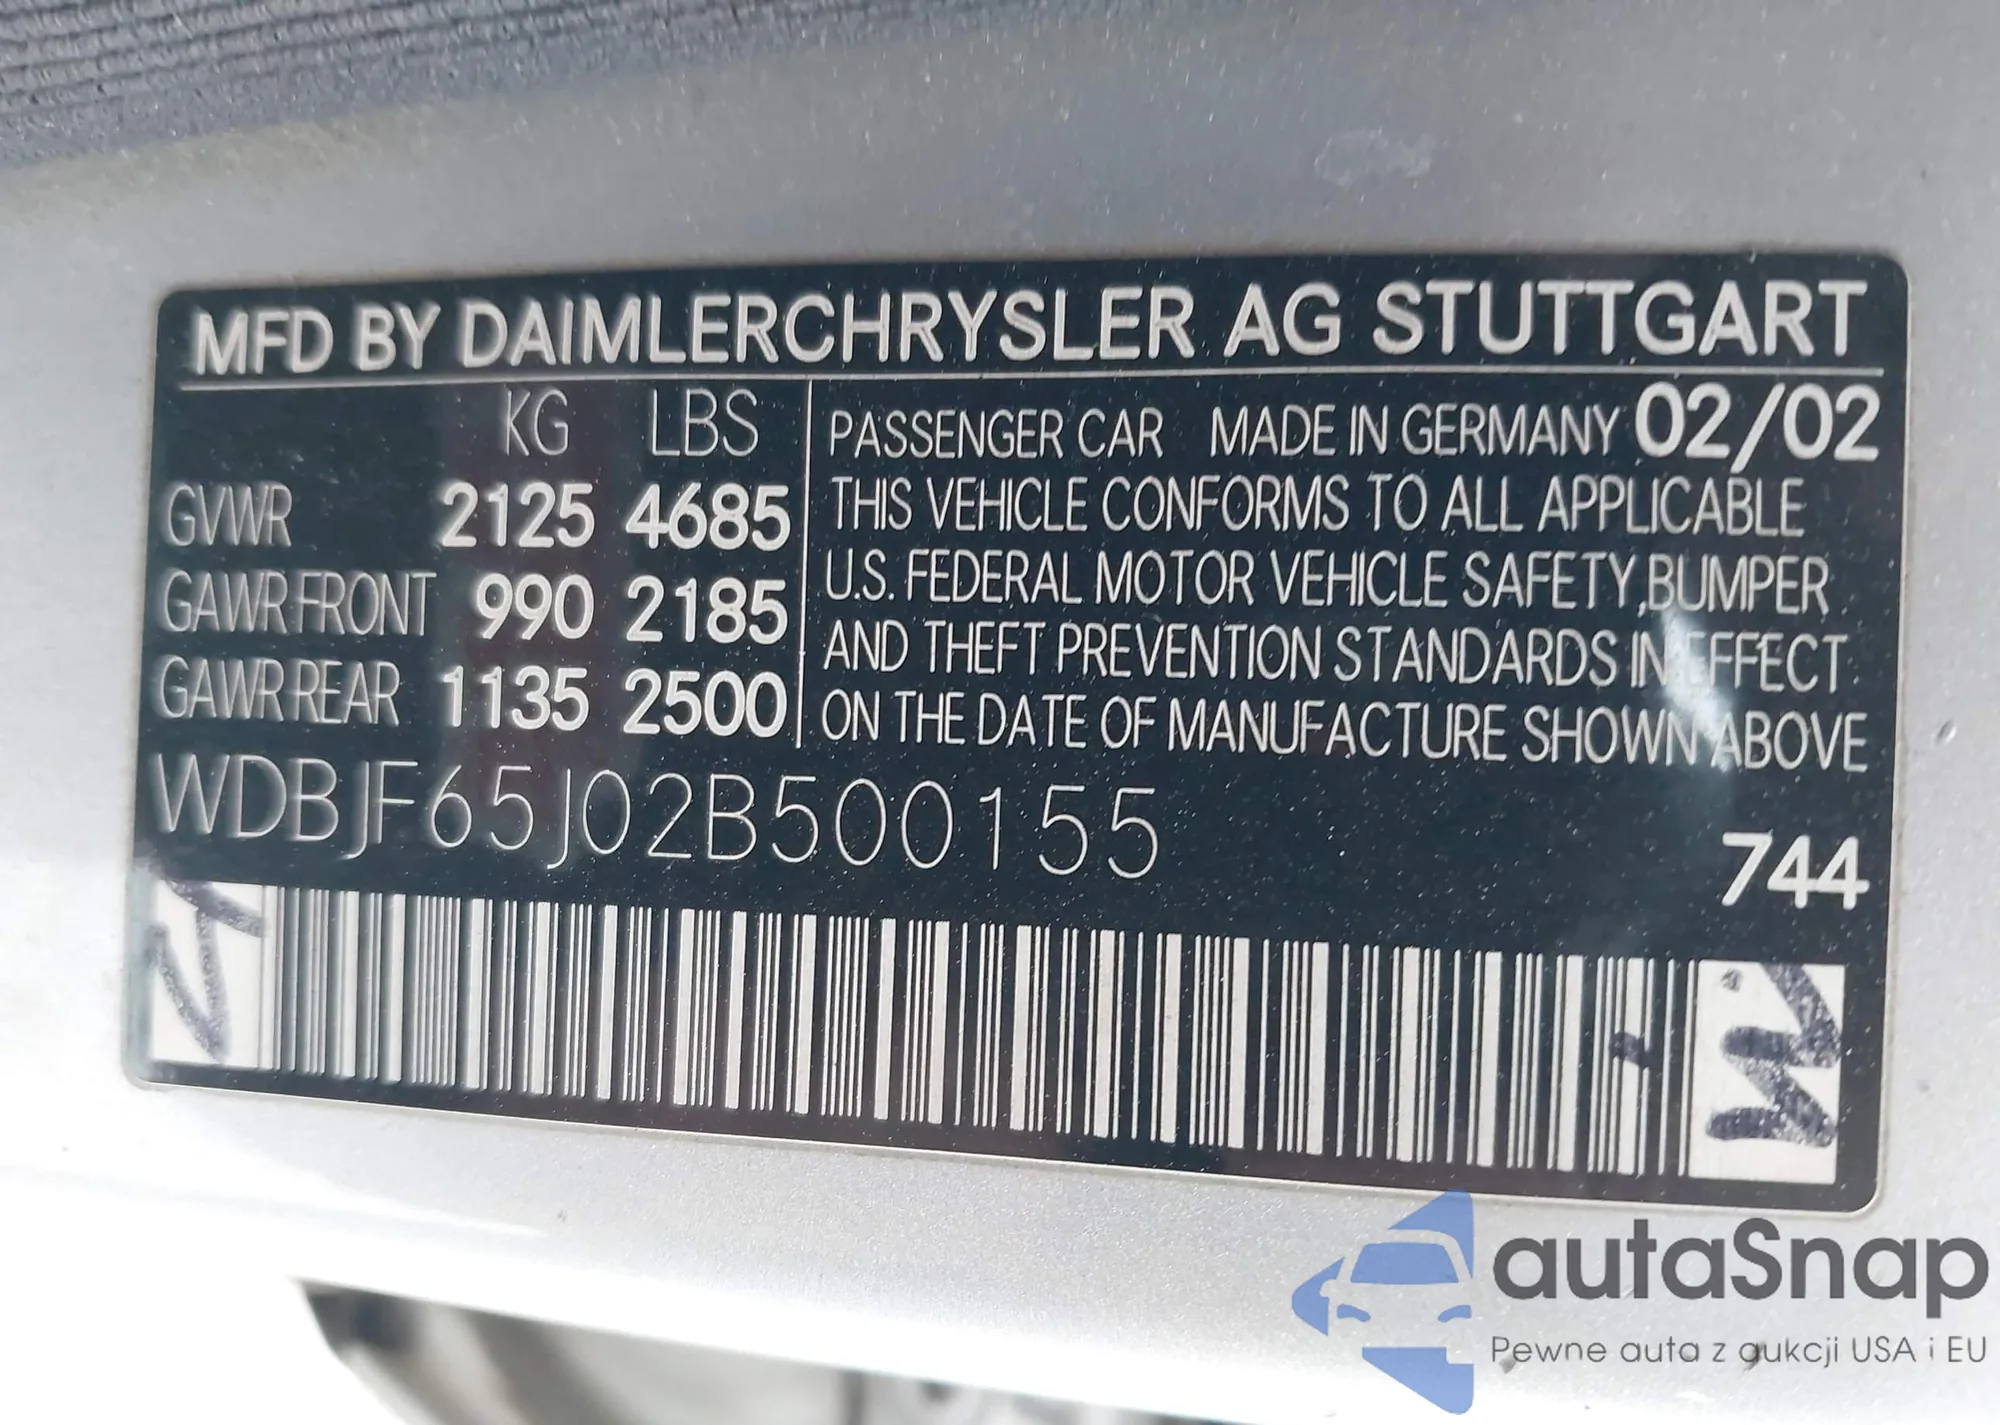 MFD BY DAIMLERCHRYSLER AG STUTTGART
KG LBS
GVWR 2125 4685
GAWR FRONT 990 2185
GAWR REAR 1135 2500
PASSENGER CAR MADE IN GERMANY 02/02
THIS VEHICLE CONFORMS TO ALL APPLICABLE
U.S. FEDERAL MOTOR VEHICLE SAFETY, BUMPER
AND THEFT PREVENTION STANDARDS IN EFFECT
ON THE DATE OF MANUFACTURE SHOWN ABOVE
WDBJF65J02B500155
744
autaSnap
Pewne auta z aukcji USA i EU